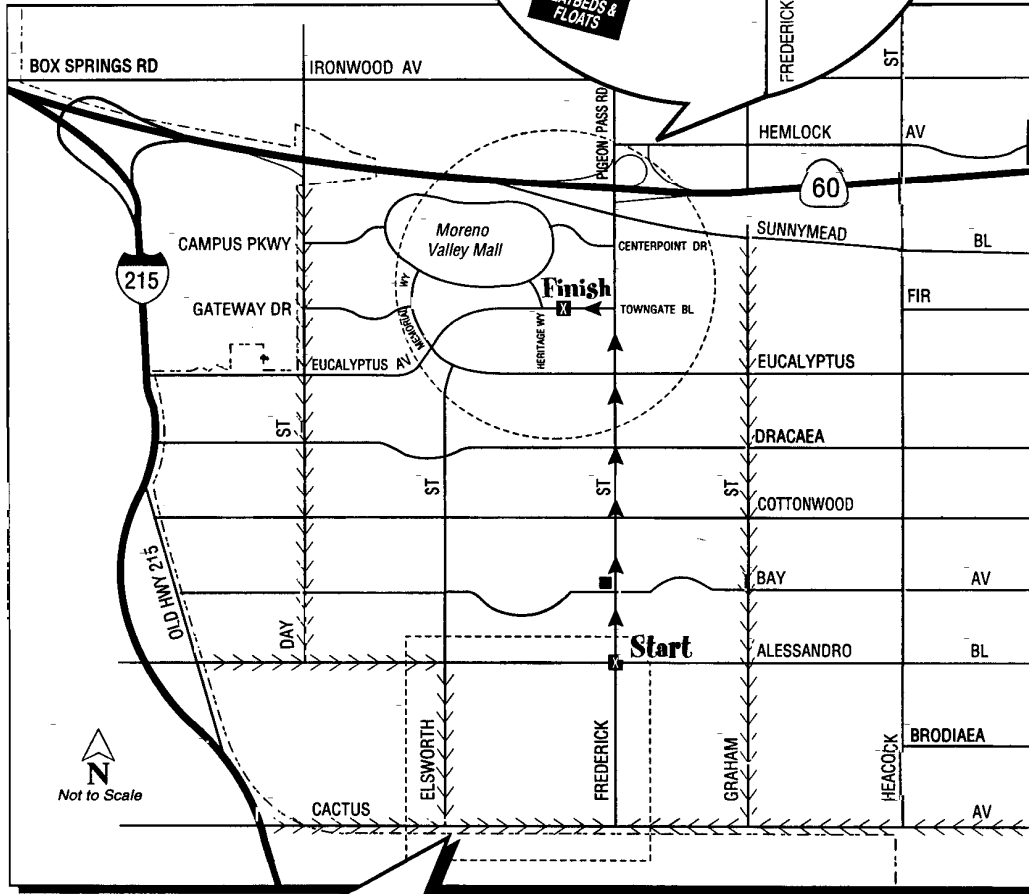 FLOATS
FREDERICK
ST
BOX SPRINGS RD
IRONWOOD AV
PIGEON PASS RD
HEMLOCK
AV
60
Moreno
Valley Mall
CAMPUS PKWY
CENTERPOINT DR
SUNNYMEAD
BL
215
WY
Finish
X
GATEWAY DR
MEMORIAL
HERITAGE WY
TOWNGATE BL
FIR
EUCALYPTUS AV
EUCALYPTUS
ST
DRACAEA
ST
ST
ST
COTTONWOOD
OLD HWY 215
BAY
AV
DAY
Start
X
ALESSANDRO
BL
ELSWORTH
FREDERICK
GRAHAM
HEACOCK
BRODIAEA
N
Not to Scale
CACTUS
AV